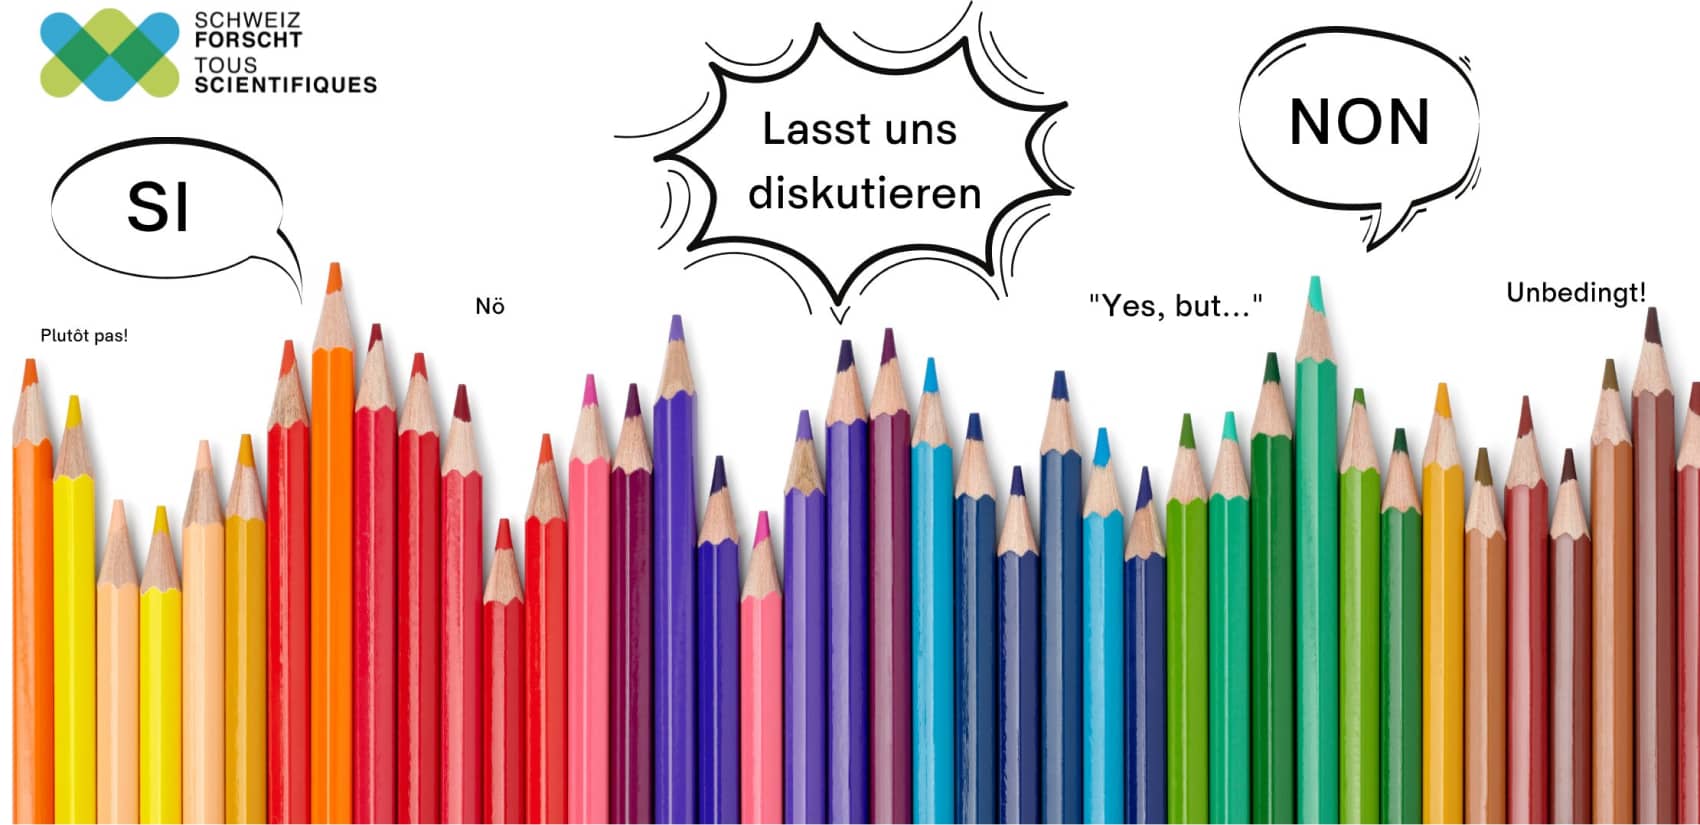 SCHWEIZ
FORSCHT
TOUS
SCIENTIFIQUES
SI
Lasst uns
diskutieren
NON
Plutôt pas!
Nö
"Yes, but..."
Unbedingt!